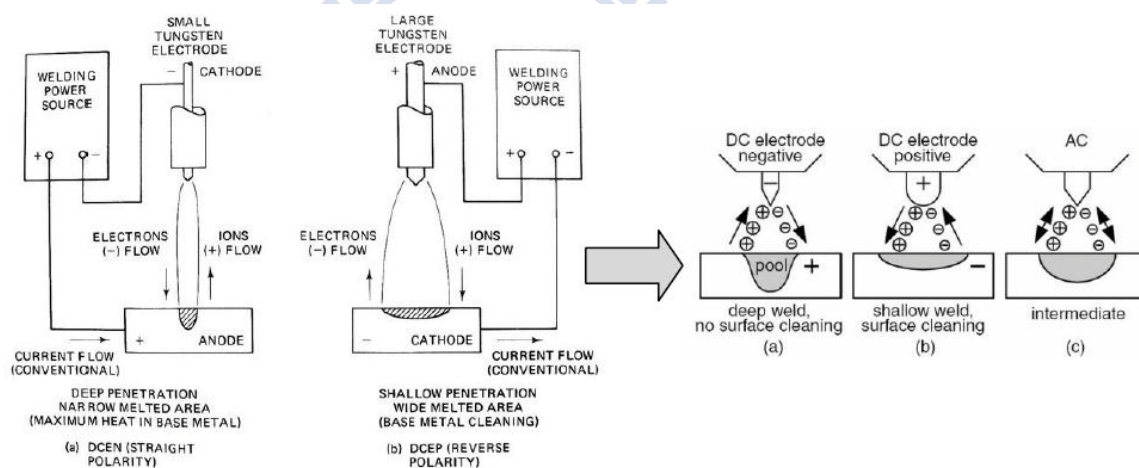 SMALL
TUNGSTEN
ELECTRODE
− CATHODE
WELDING
POWER
SOURCE
+ −
ELECTRONS
(−) FLOW
IONS
(+) FLOW
+ ANODE
CURRENT FLOW
(CONVENTIONAL)
DEEP PENETRATION
NARROW MELTED AREA
(MAXIMUM HEAT IN BASE METAL)
(a) DCEN (STRAIGHT
POLARITY)
LARGE
TUNGSTEN
ELECTRODE
+ ANODE
WELDING
POWER
SOURCE
+ −
ELECTRONS
(−) FLOW
IONS
(+) FLOW
− CATHODE
CURRENT FLOW
(CONVENTIONAL)
SHALLOW PENETRATION
WIDE MELTED AREA
(BASE METAL CLEANING)
(b) DCEP (REVERSE
POLARITY)
DC electrode
negative
−
+ −
+ −
+ −
pool +
deep weld,
no surface cleaning
(a)
DC electrode
positive
+
+ −
+ −
+ −
−
shallow weld,
surface cleaning
(b)
AC
+ −
+ −
+ −
intermediate
(c)